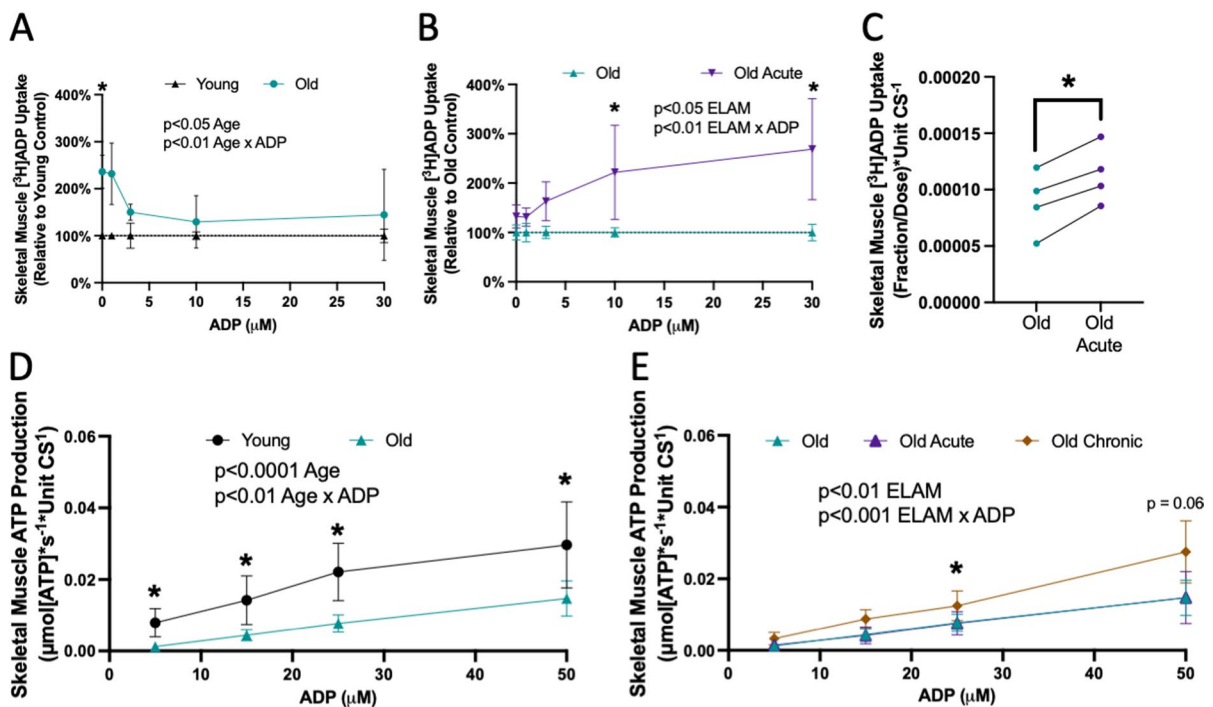 A
Skeletal Muscle [³H]ADP Uptake
(Relative to Young Control)
Young
Old
*
p<0.05 Age
p<0.01 Age x ADP
400%
300%
200%
100%
0%
0 5 10 15 20 25 30
ADP (μM)
B
Skeletal Muscle [³H]ADP Uptake
(Relative to Old Control)
Old
Old Acute
p<0.05 ELAM
p<0.01 ELAM x ADP
*
*
400%
300%
200%
100%
0%
0 5 10 15 20 25 30
ADP (μM)
C
Skeletal Muscle [³H]ADP Uptake
(Fraction/Dose)*Unit CS⁻¹
*
0.00020
0.00015
0.00010
0.00005
0.00000
Old
Old
Acute
D
Skeletal Muscle ATP Production
(μmol[ATP]*s⁻¹*Unit CS¹)
Young
Old
p<0.0001 Age
p<0.01 Age x ADP
*
*
*
*
0.06
0.04
0.02
0.00
0 10 20 30 40 50
ADP (μM)
E
Skeletal Muscle ATP Production
(μmol[ATP]*s⁻¹*Unit CS¹)
Old
Old Acute
Old Chronic
p<0.01 ELAM
p<0.001 ELAM x ADP
*
p = 0.06
0.06
0.04
0.02
0.00
0 10 20 30 40 50
ADP (μM)